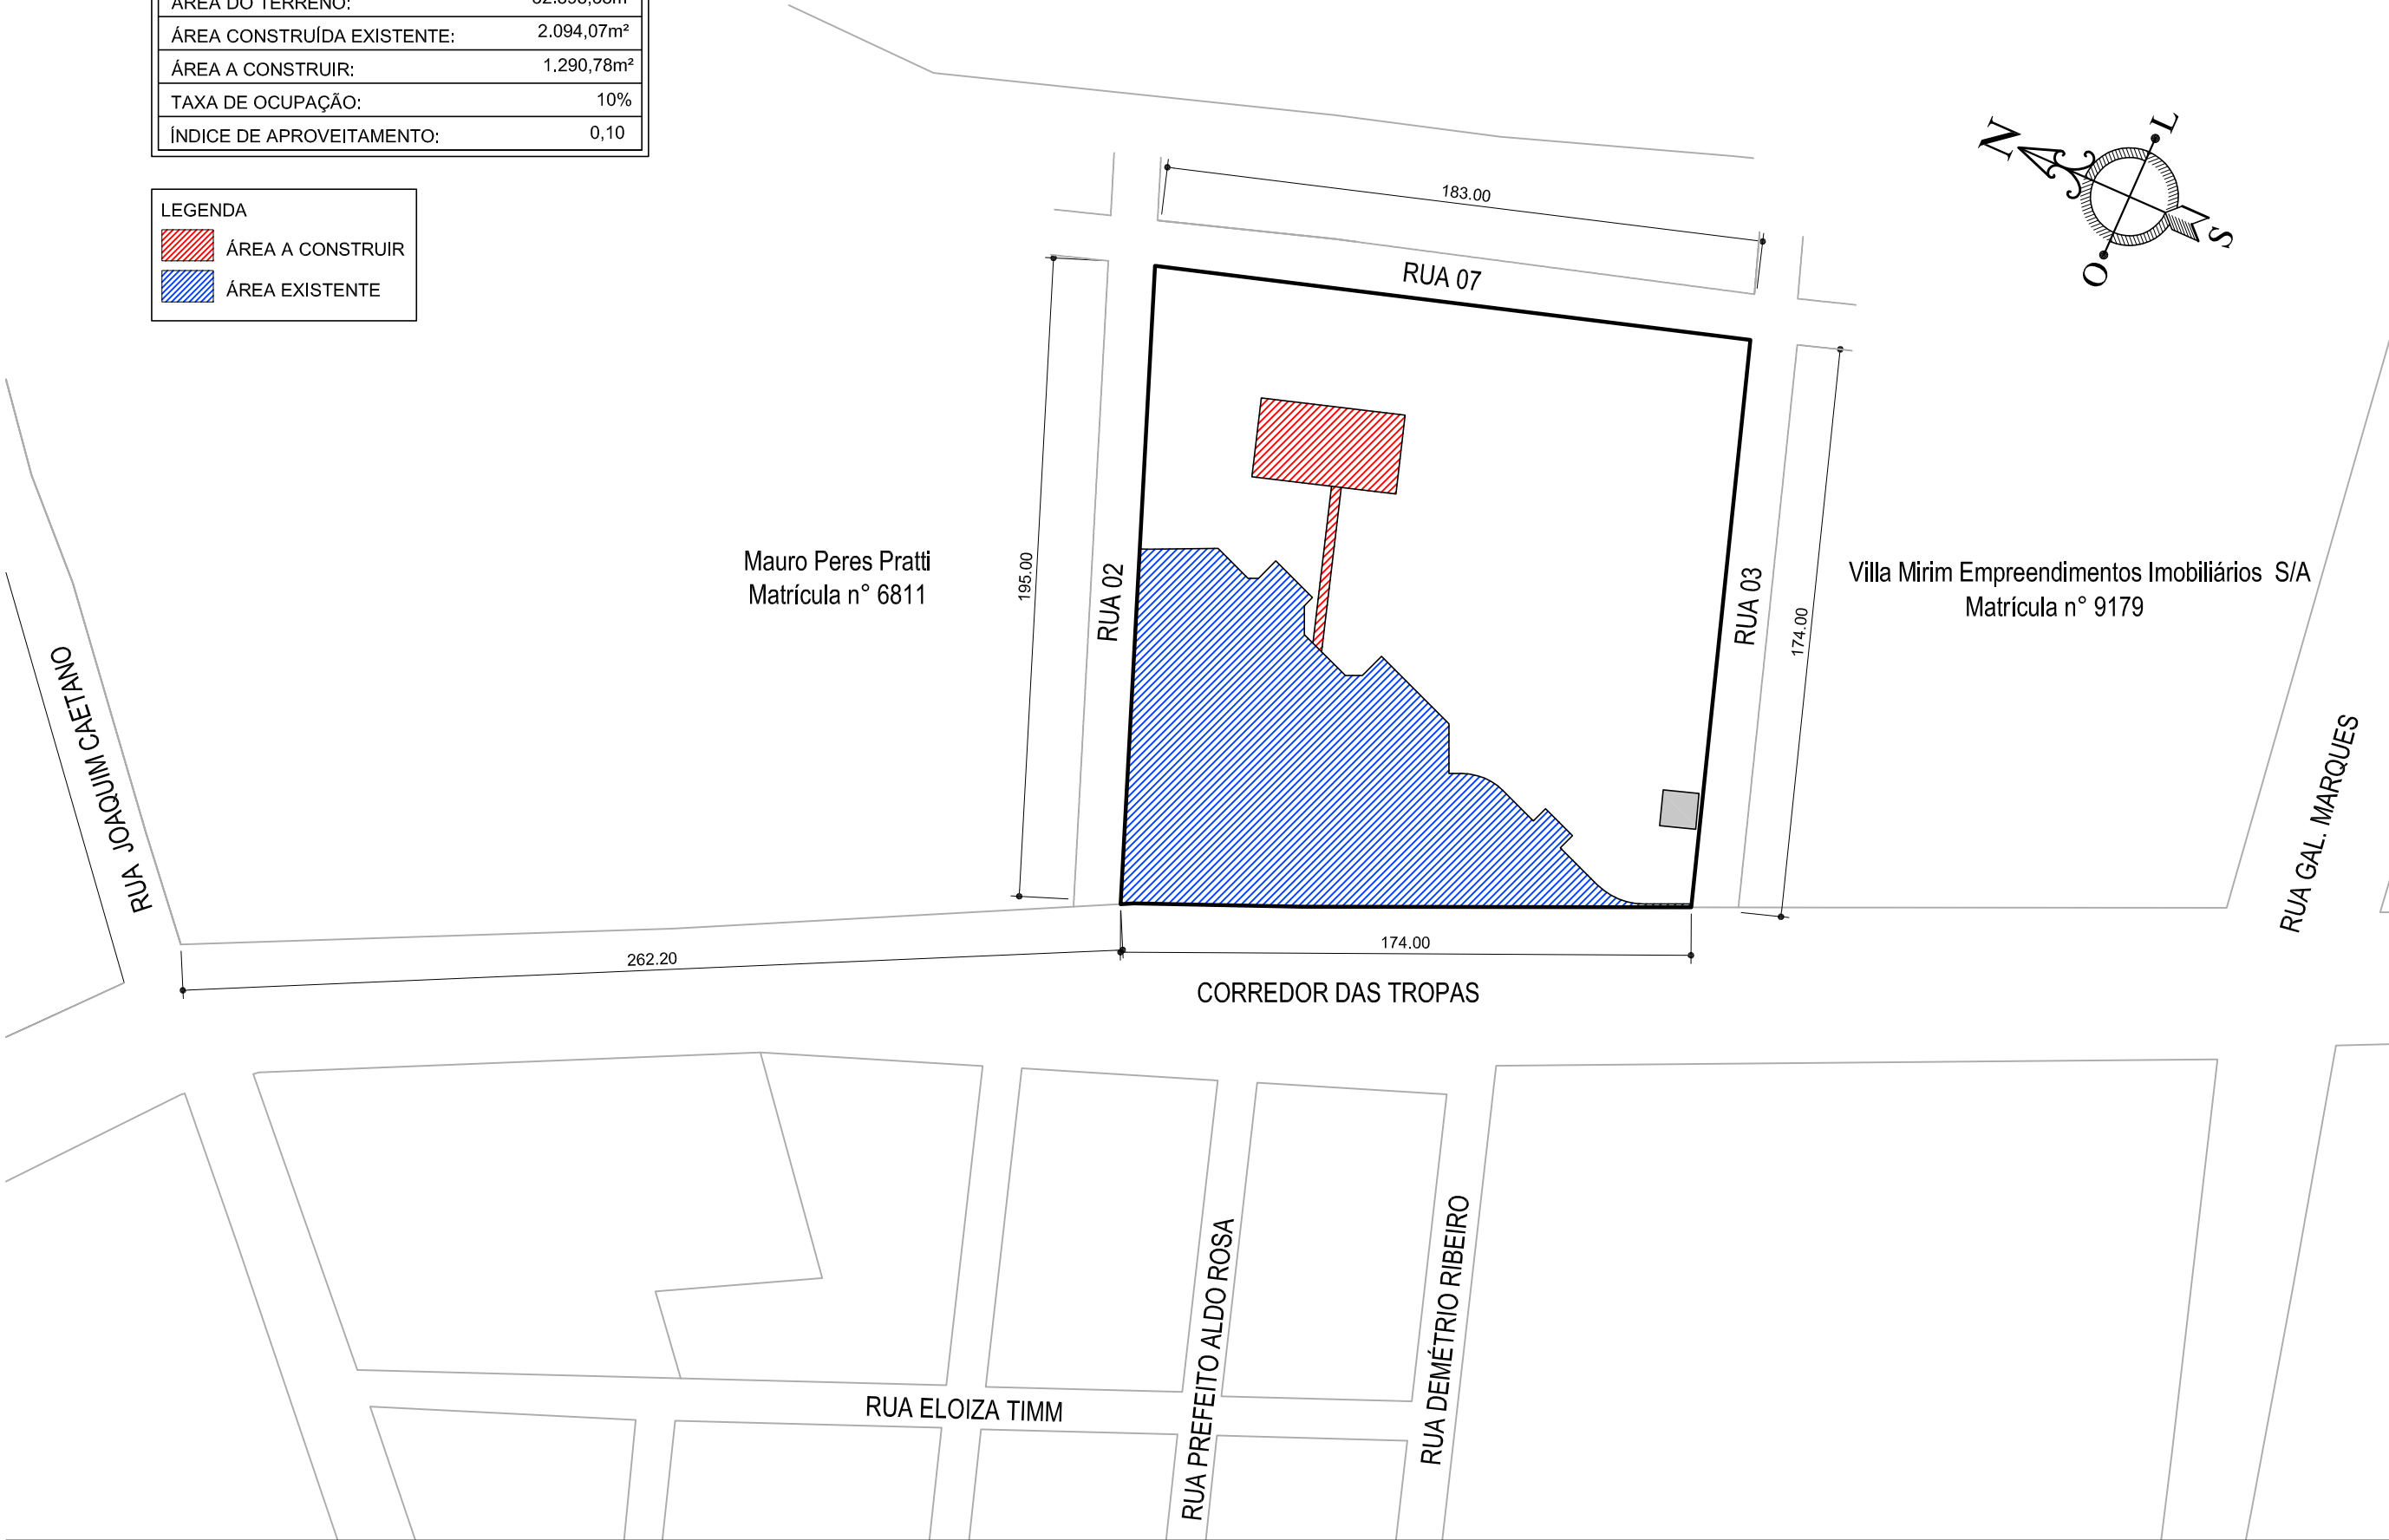 ÁREA DO TERRENO:
ÁREA CONSTRUÍDA EXISTENTE: 2.094,07m²
ÁREA A CONSTRUIR: 1.290,78m²
TAXA DE OCUPAÇÃO: 10%
ÍNDICE DE APROVEITAMENTO: 0,10
LEGENDA
ÁREA A CONSTRUIR
ÁREA EXISTENTE
N
L
S
O
183.00
RUA 07
195.00
RUA 02
RUA 03
174.00
Mauro Peres Pratti
Matrícula n° 6811
Villa Mirim Empreendimentos Imobiliários S/A
Matrícula n° 9179
RUA JOAQUIM CAETANO
RUA GAL. MARQUES
262.20
174.00
CORREDOR DAS TROPAS
RUA ELOIZA TIMM
RUA PREFEITO ALDO ROSA
RUA DEMÉTRIO RIBEIRO